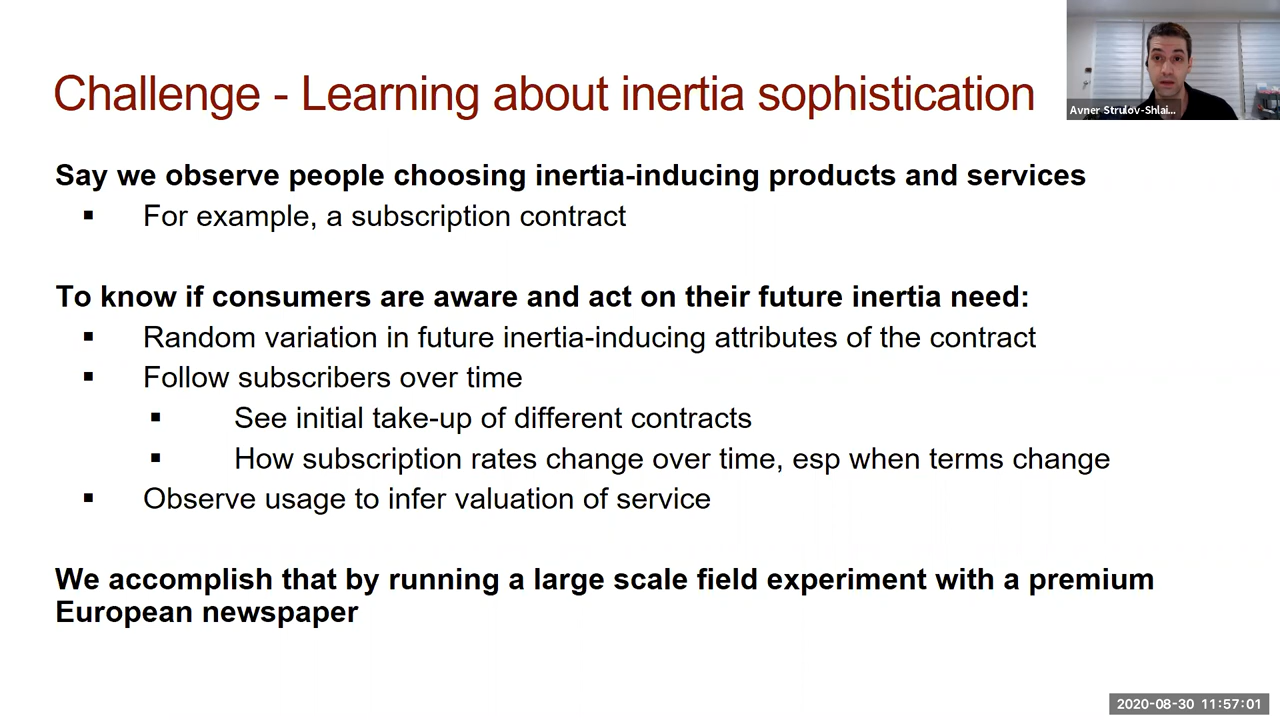 Challenge - Learning about inertia sophistication
Avner Strulov-Shlai...
Say we observe people choosing inertia-inducing products and services
▪ For example, a subscription contract
To know if consumers are aware and act on their future inertia need:
▪ Random variation in future inertia-inducing attributes of the contract
▪ Follow subscribers over time
▪ See initial take-up of different contracts
▪ How subscription rates change over time, esp when terms change
▪ Observe usage to infer valuation of service
We accomplish that by running a large scale field experiment with a premium
European newspaper
2020-08-30 11:57:01